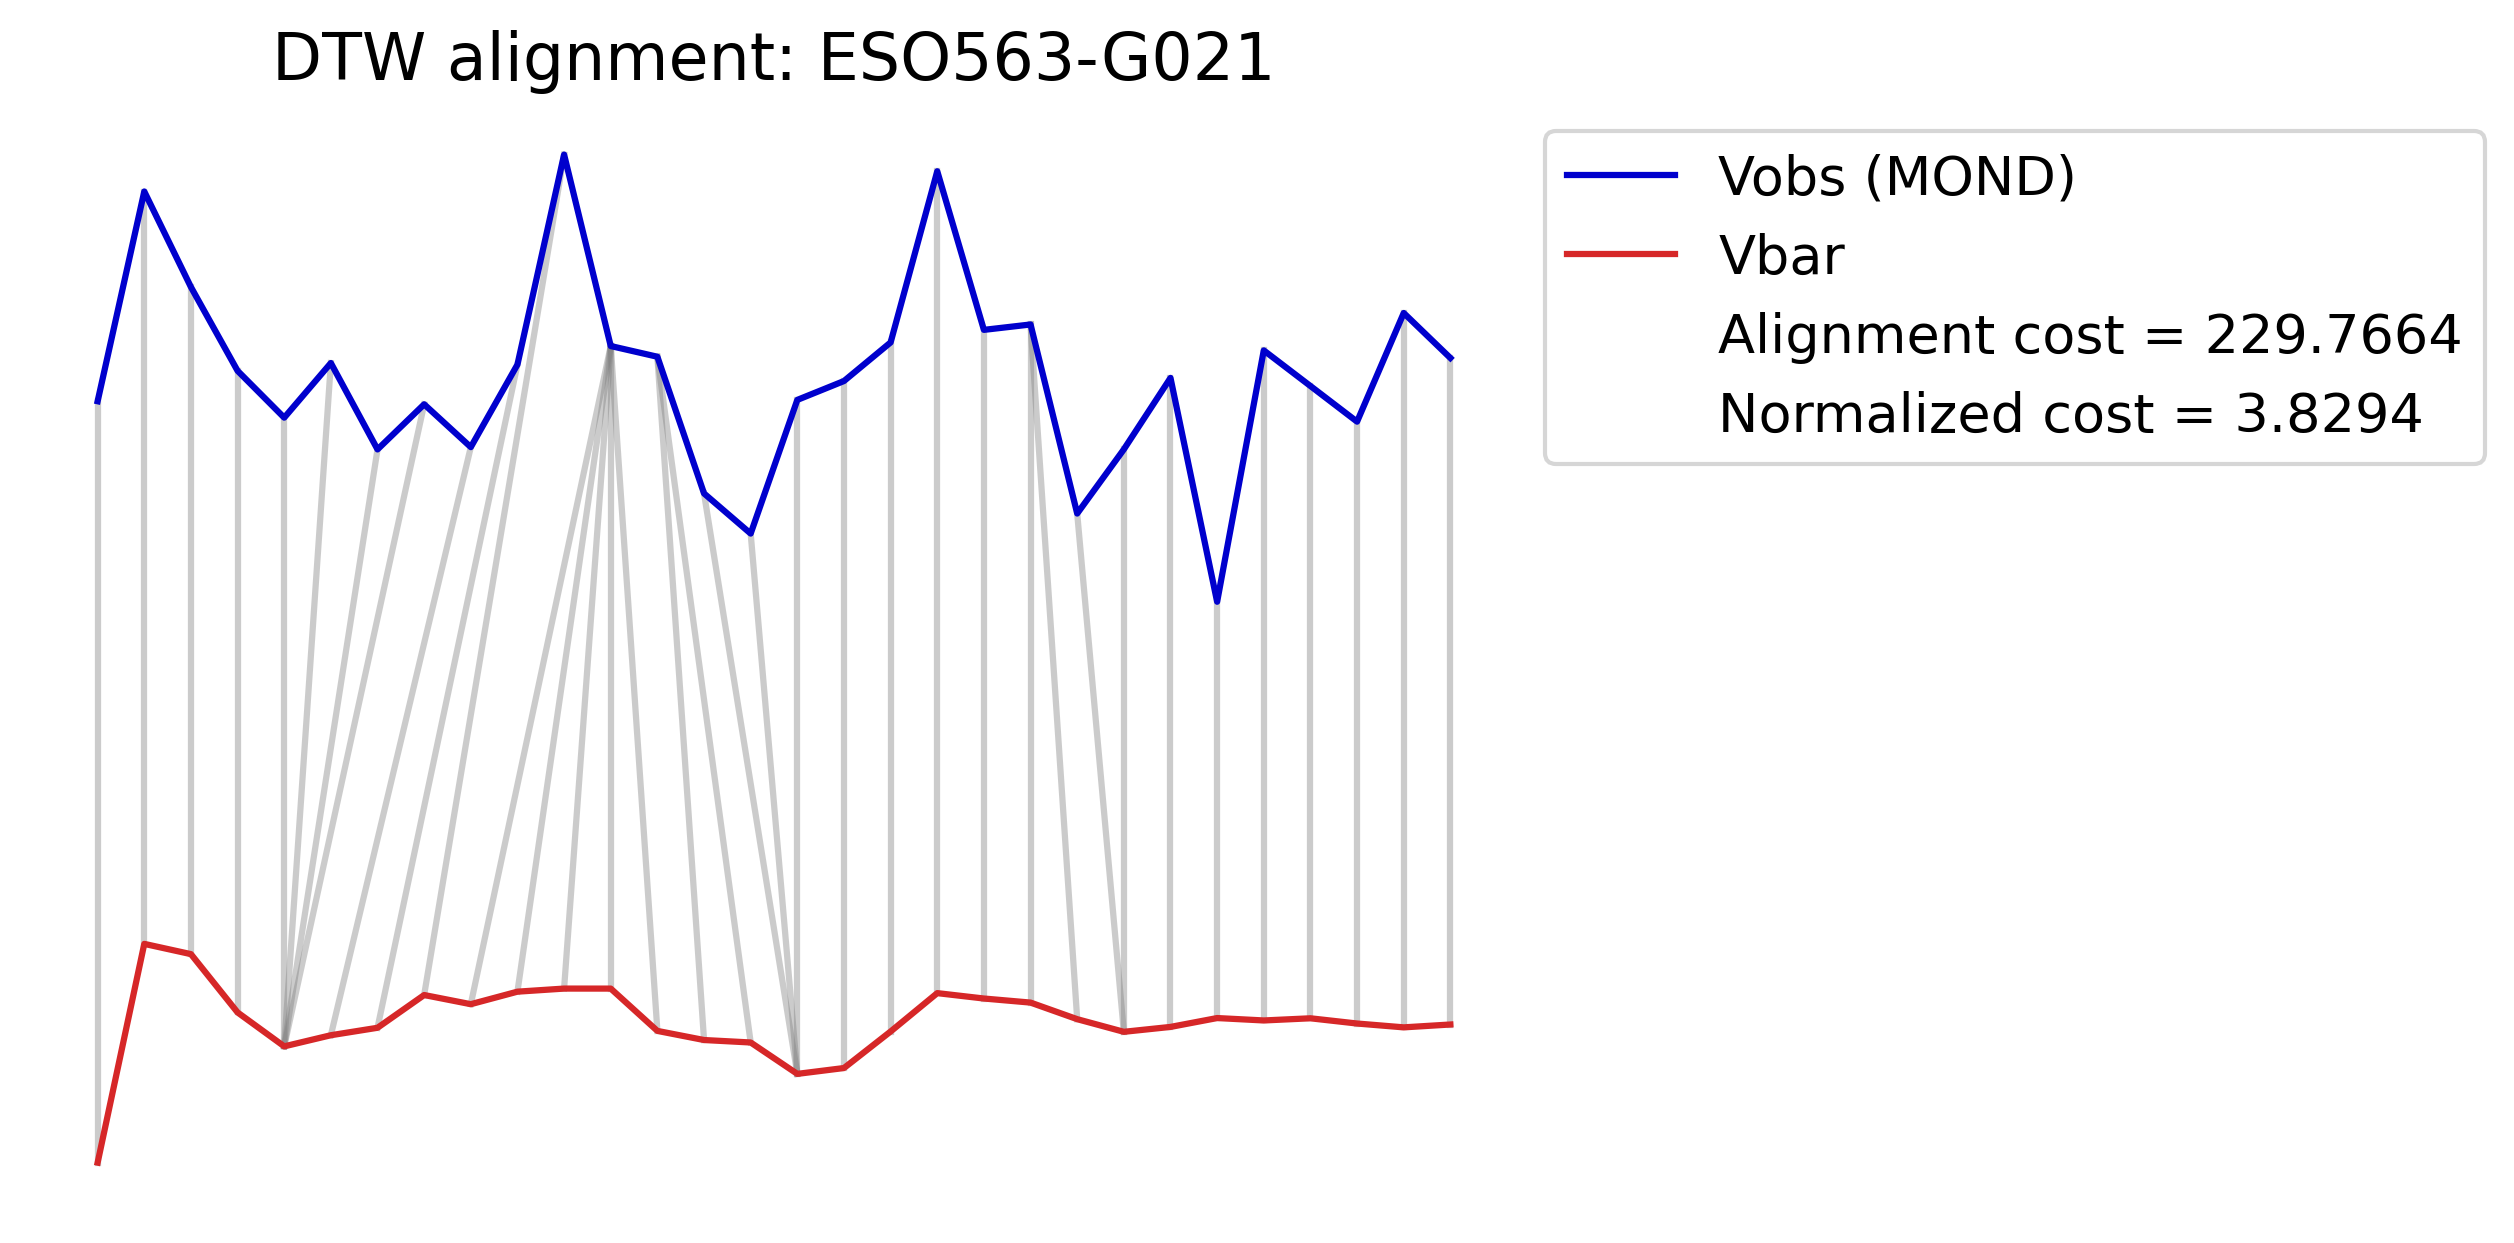 DTW alignment: ESO563-G021
Vobs (MOND)
Vbar
Alignment cost = 229.7664
Normalized cost = 3.8294